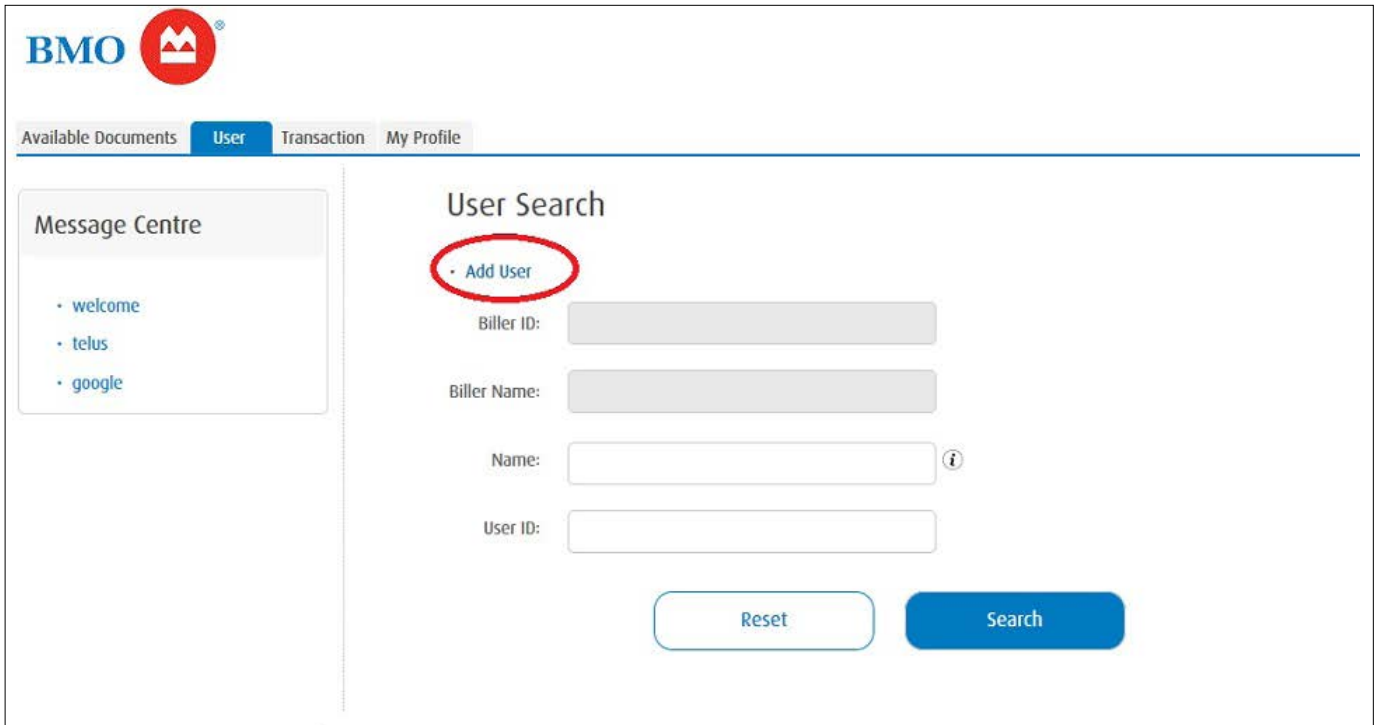 BMO ®
Available Documents User Transaction My Profile
Message Centre
• welcome
• telus
• google
User Search
• Add User
Biller ID:
Biller Name:
Name: i
User ID:
Reset Search